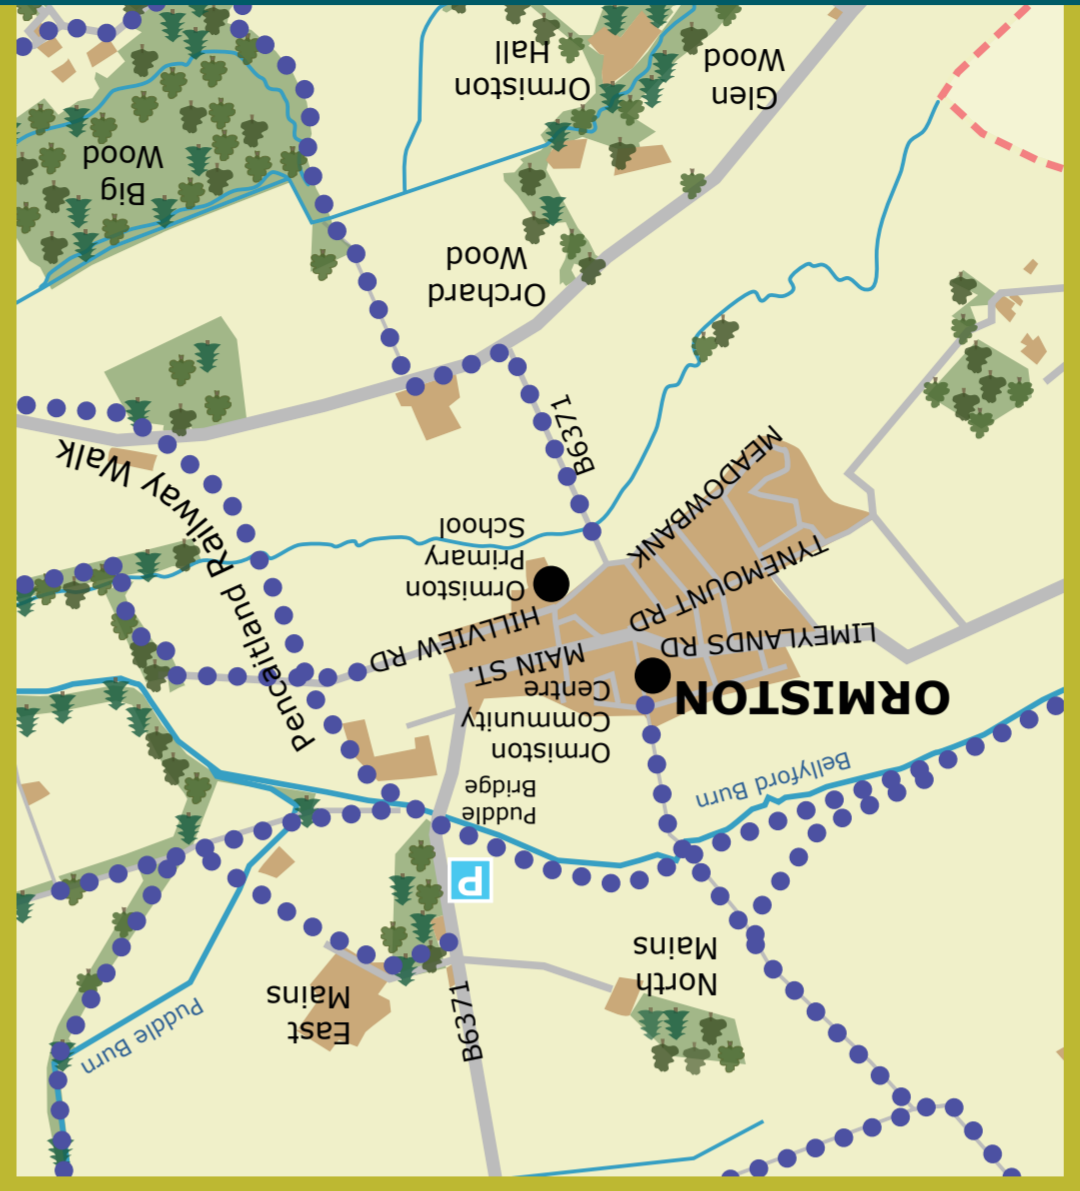 B6371
East
Mains
North
Mains
Puddle Burn
P
Puddle
Bridge
Bellyford Burn
Ormiston
Community
Centre
ORMISTON
Pencaitland Railway Walk
MAIN ST.
LIMEYLANDS RD
HILLVIEW RD
TYNEMOUNT RD
Ormiston
Primary
School
MEADOWBANK
B6371
Orchard
Wood
Big
Wood
Glen
Wood
Ormiston
Hall